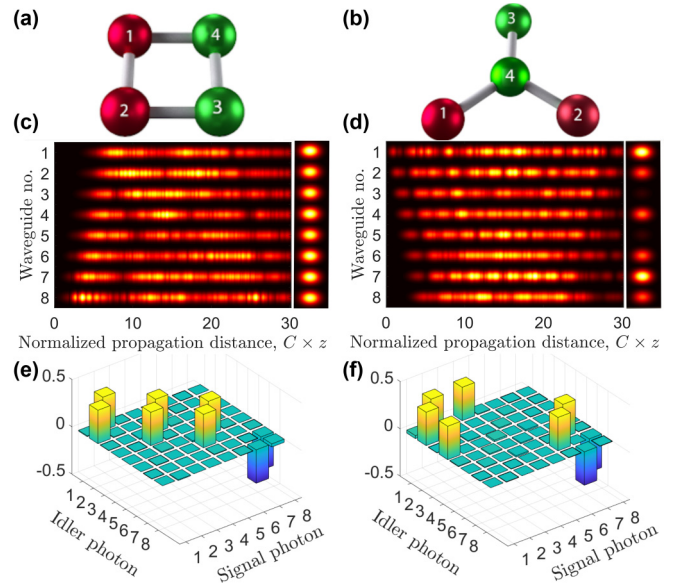 (a)
1 4
2 3
(b)
3
4
1 2
(c)
Waveguide no.
1
2
3
4
5
6
7
8
0 10 20 30
Normalized propagation distance, C × z
(d)
Waveguide no.
1
2
3
4
5
6
7
8
0 10 20 30
Normalized propagation distance, C × z
(e)
0.5
0
-0.5
1 2 3 4 5 6 7 8
Idler photon
1 2 3 4 5 6 7 8
Signal photon
(f)
0.5
0
-0.5
1 2 3 4 5 6 7 8
Idler photon
1 2 3 4 5 6 7 8
Signal photon